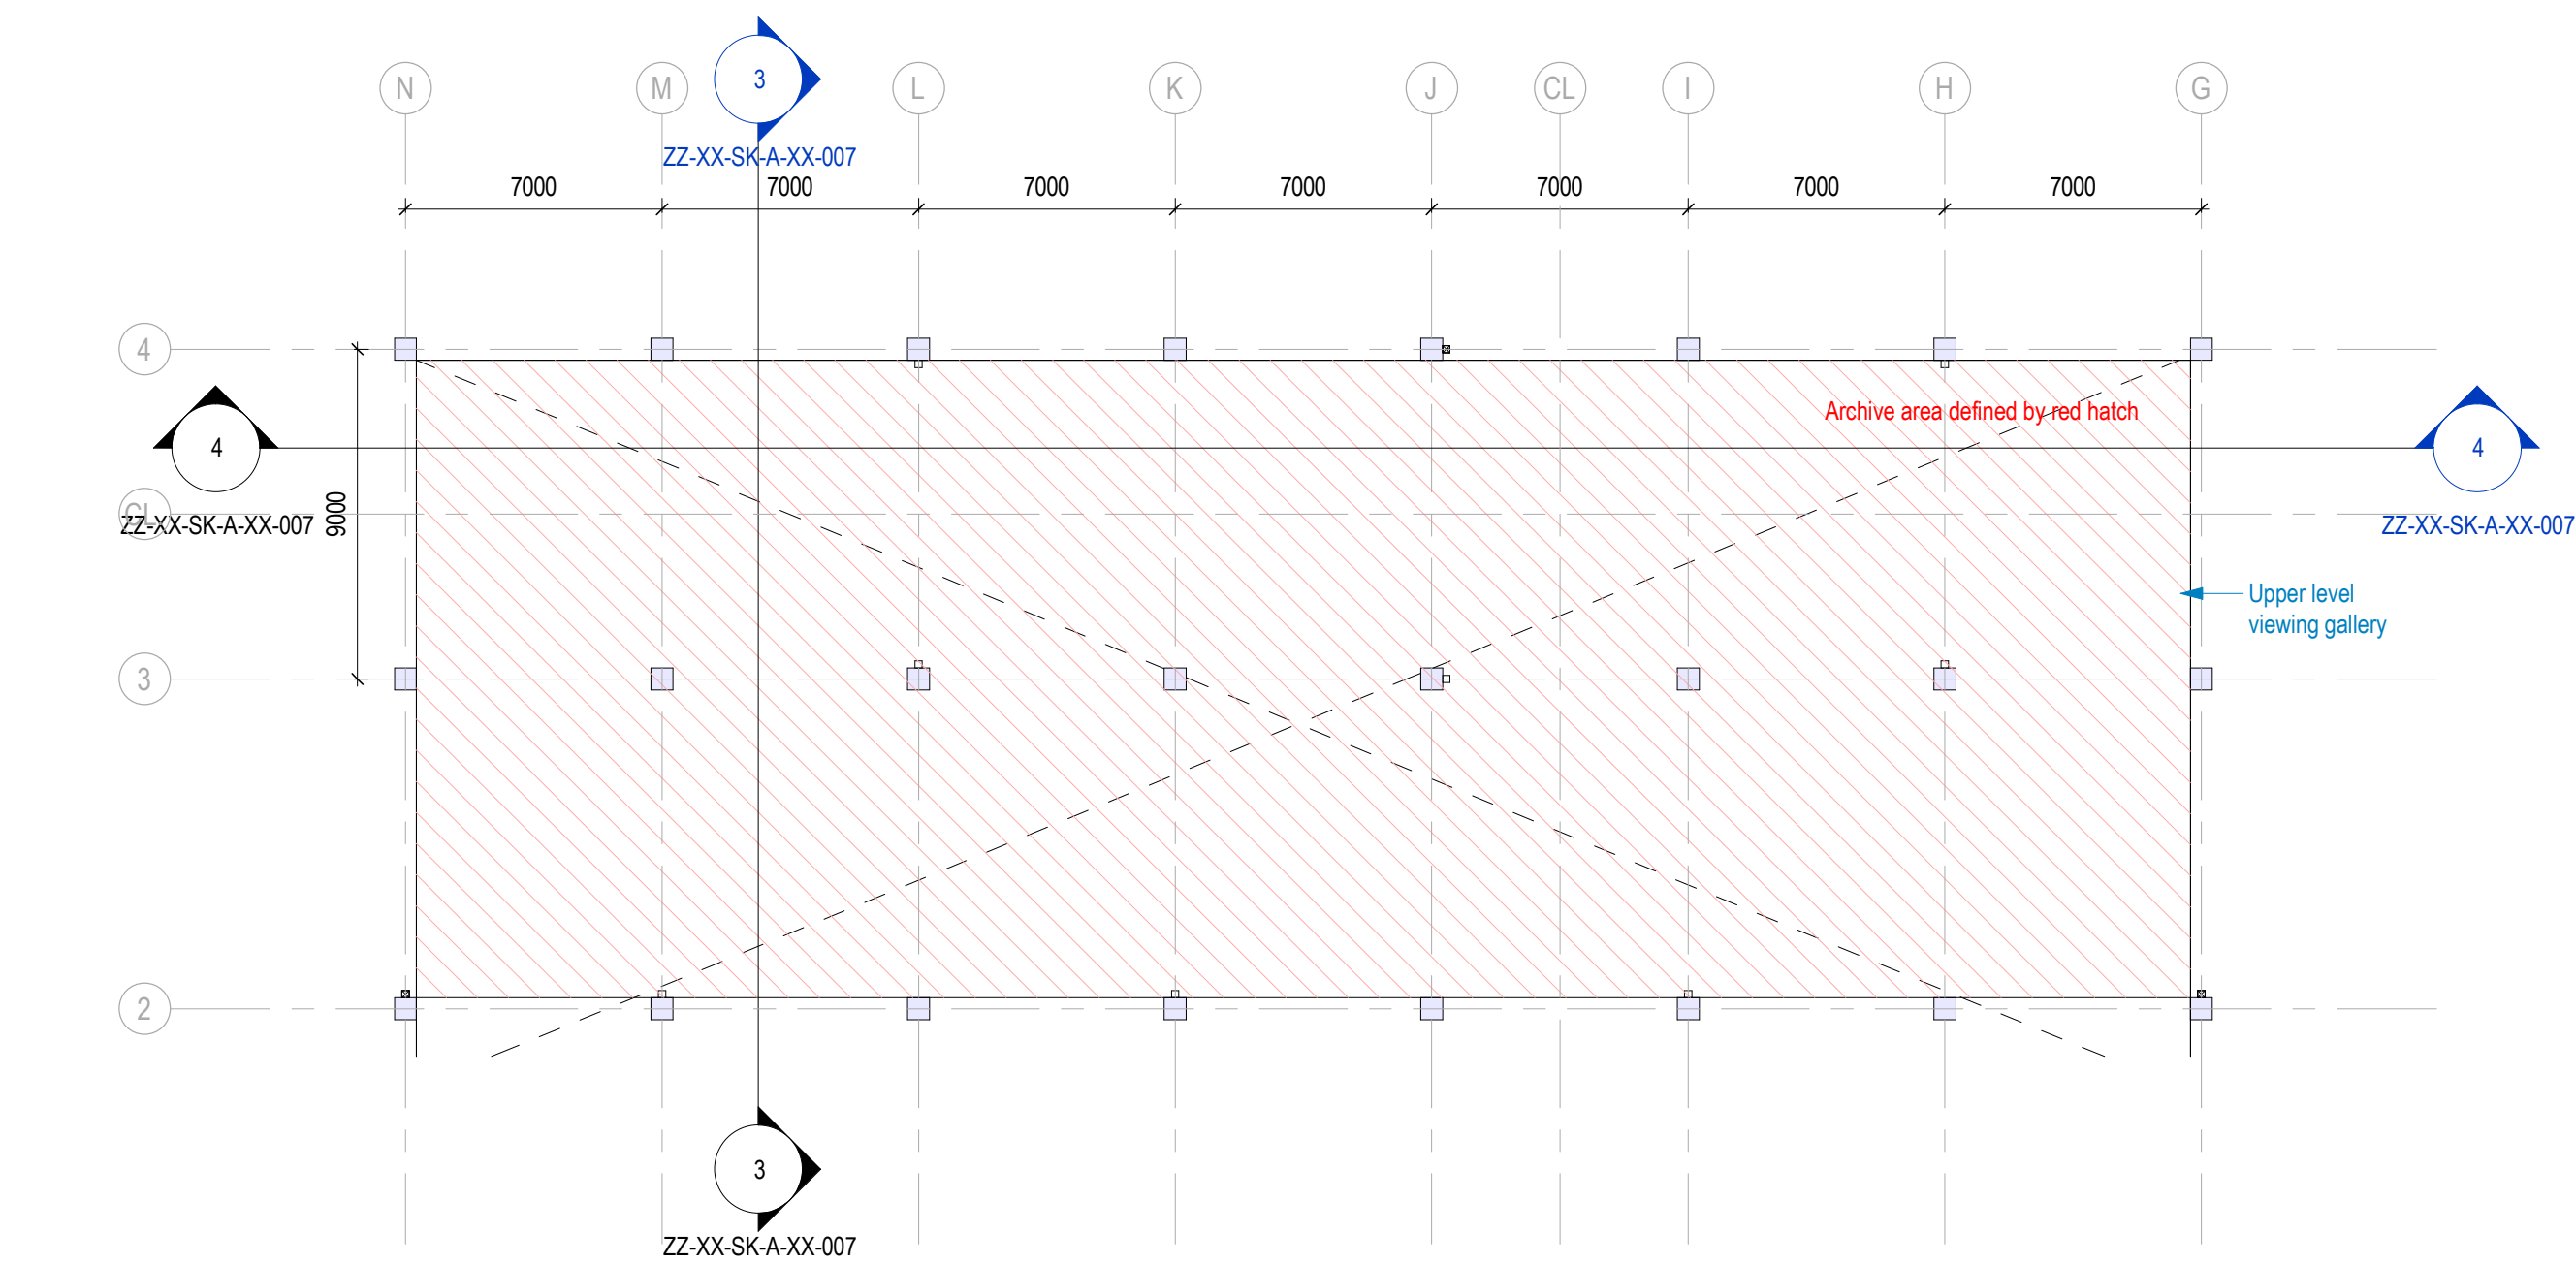 3
N
M
L
K
J
CL
I
H
G
ZZ-XX-SK-A-XX-007
7000
7000
7000
7000
7000
7000
7000
4
Archive area defined by red hatch
4
4
9000
CL
ZZ-XX-SK-A-XX-007
ZZ-XX-SK-A-XX-007
Upper level
viewing gallery
3
2
3
ZZ-XX-SK-A-XX-007